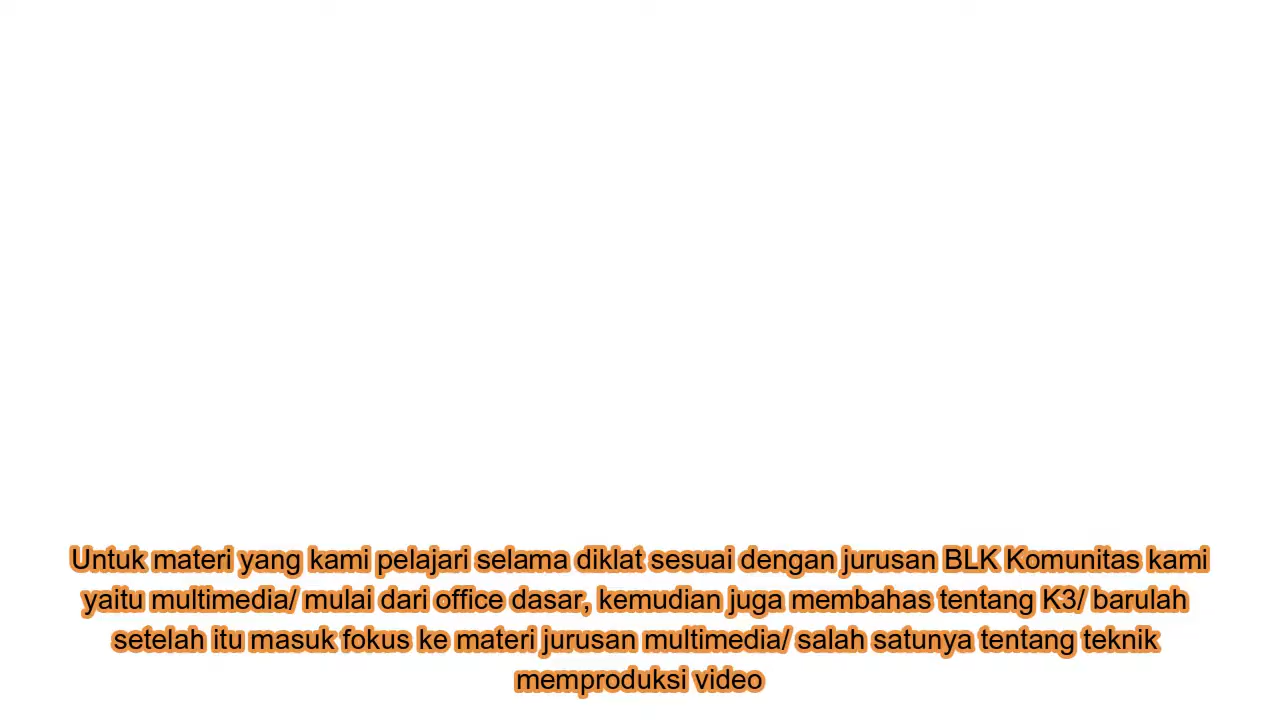 Untuk materi yang kami pelajari selama diklat sesuai dengan jurusan BLK Komunitas kami
yaitu multimedia/ mulai dari office dasar, kemudian juga membahas tentang K3/ barulah
setelah itu masuk fokus ke materi jurusan multimedia/ salah satunya tentang teknik
memproduksi video